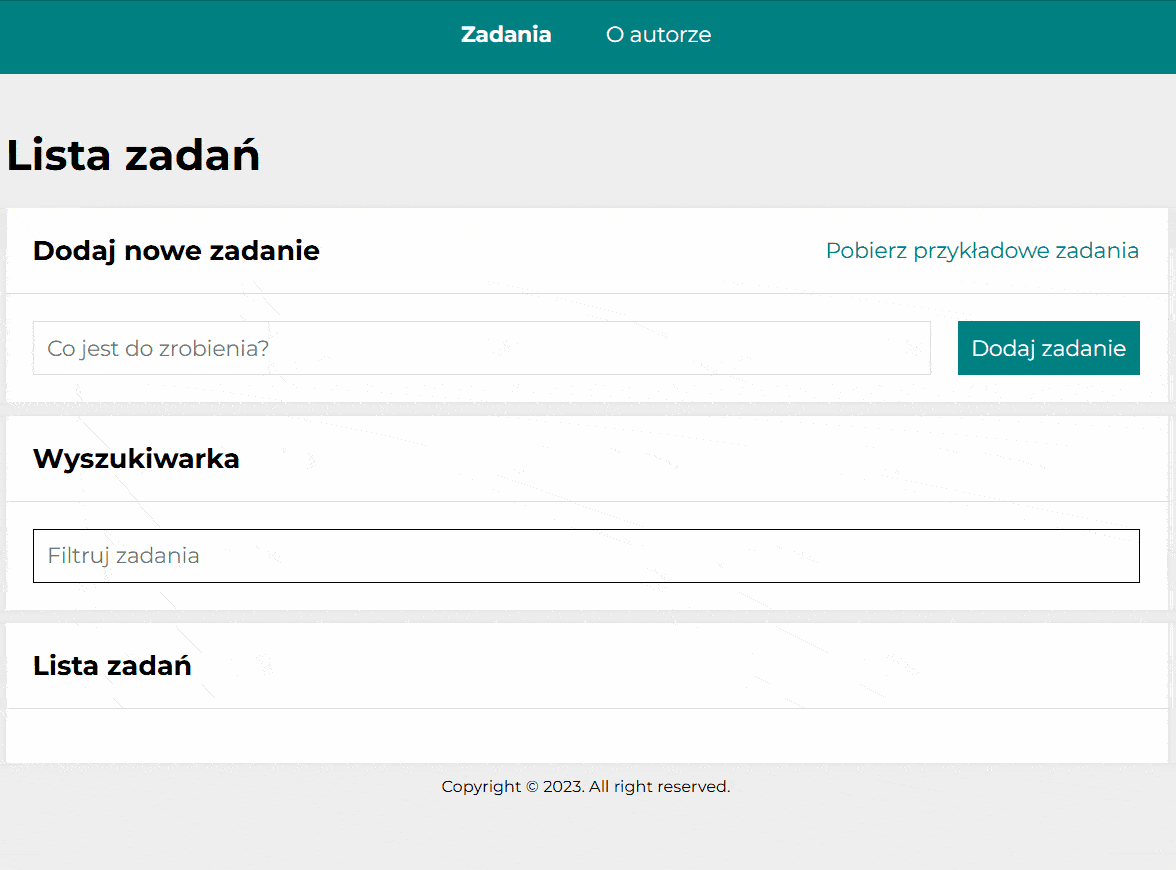 Zadania O autorze
Lista zadań
Dodaj nowe zadanie Pobierz przykładowe zadania
Co jest do zrobienia? Dodaj zadanie
Wyszukiwarka
Filtruj zadania
Lista zadań
Copyright © 2023. All right reserved.